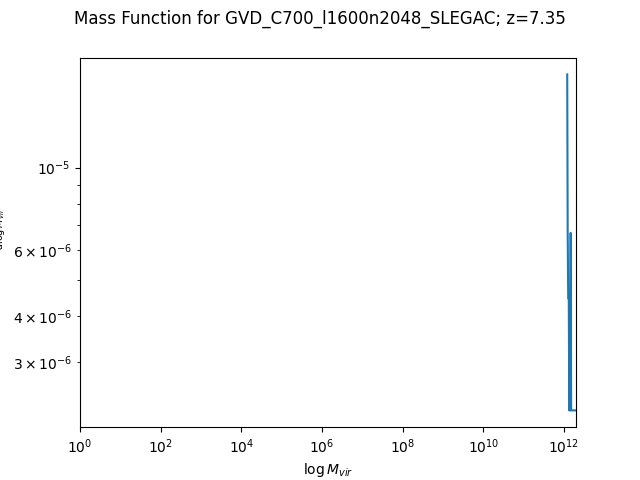 Mass Function for GVD_C700_l1600n2048_SLEGAC; z=7.35
10⁻⁵
6 × 10⁻⁶
4 × 10⁻⁶
3 × 10⁻⁶
10⁰ 10² 10⁴ 10⁶ 10⁸ 10¹⁰ 10¹²
log M_vir